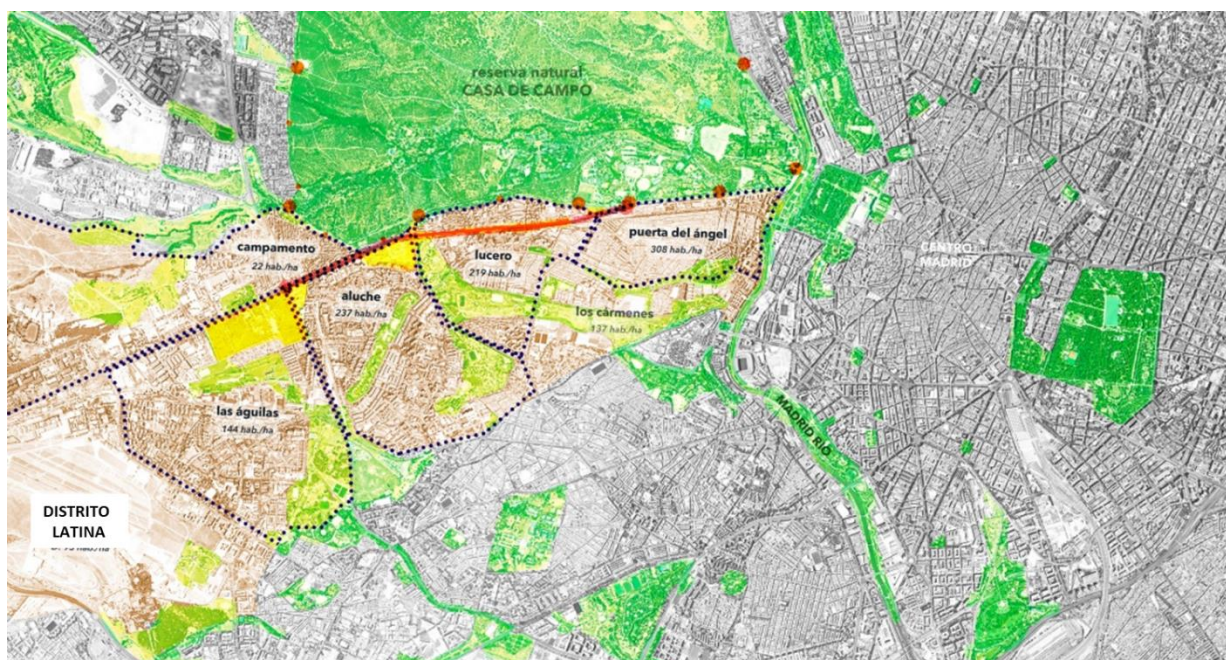 reserva natural
CASA DE CAMPO
campamento
22 hab./ha
puerta del ángel
308 hab./ha
lucero
219 hab./ha
CENTRO
MADRID
aluche
237 hab./ha
los cármenes
137 hab./ha
las águilas
144 hab./ha
MADRID RÍO
DISTRITO
LATINA
hab./ha